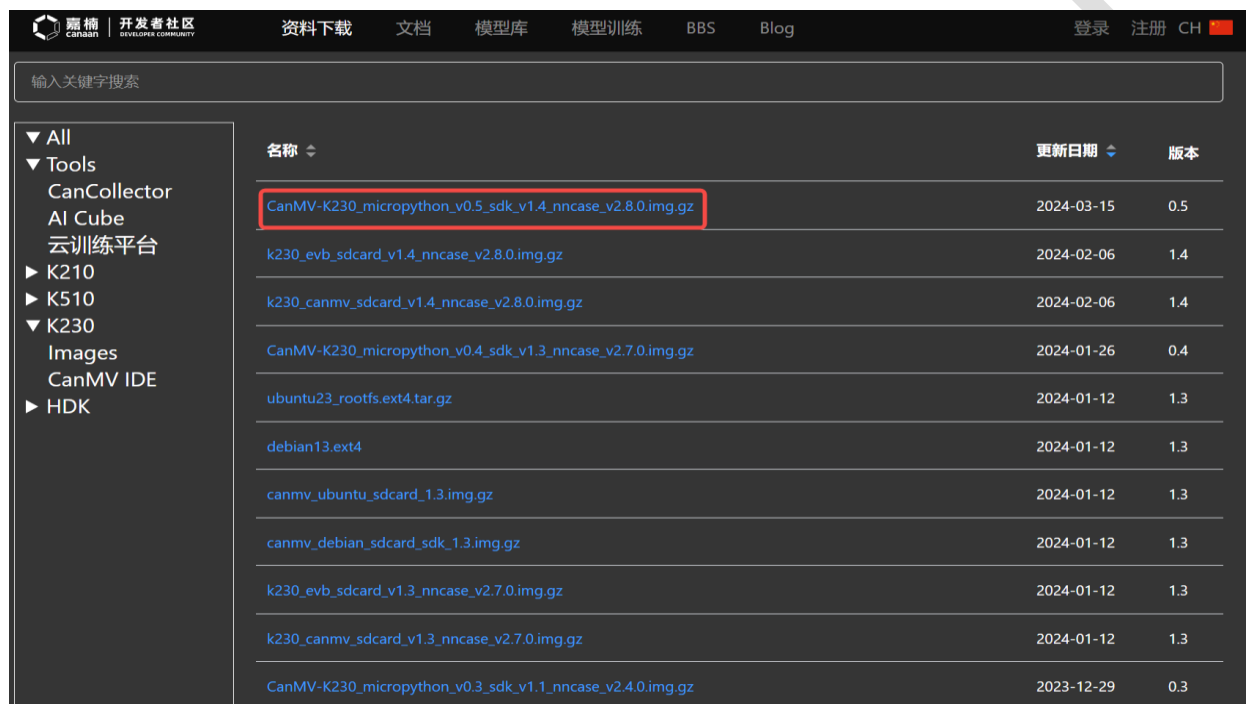 嘉楠 canaan 开发者社区 DEVELOPER COMMUNITY 资料下载 文档 模型库 模型训练 BBS Blog 登录 注册 CH
输入关键字搜索
All
Tools
CanCollector
AI Cube
云训练平台
K210
K510
K230
Images
CanMV IDE
HDK
名称 更新日期 版本
CanMV-K230_micropython_v0.5_sdk_v1.4_nncase_v2.8.0.img.gz 2024-03-15 0.5
k230_evb_sdcard_v1.4_nncase_v2.8.0.img.gz 2024-02-06 1.4
k230_canmv_sdcard_v1.4_nncase_v2.8.0.img.gz 2024-02-06 1.4
CanMV-K230_micropython_v0.4_sdk_v1.3_nncase_v2.7.0.img.gz 2024-01-26 0.4
ubuntu23_rootfs.ext4.tar.gz 2024-01-12 1.3
debian13.ext4 2024-01-12 1.3
canmv_ubuntu_sdcard_1.3.img.gz 2024-01-12 1.3
canmv_debian_sdcard_sdk_1.3.img.gz 2024-01-12 1.3
k230_evb_sdcard_v1.3_nncase_v2.7.0.img.gz 2024-01-12 1.3
k230_canmv_sdcard_v1.3_nncase_v2.7.0.img.gz 2024-01-12 1.3
CanMV-K230_micropython_v0.3_sdk_v1.1_nncase_v2.4.0.img.gz 2023-12-29 0.3